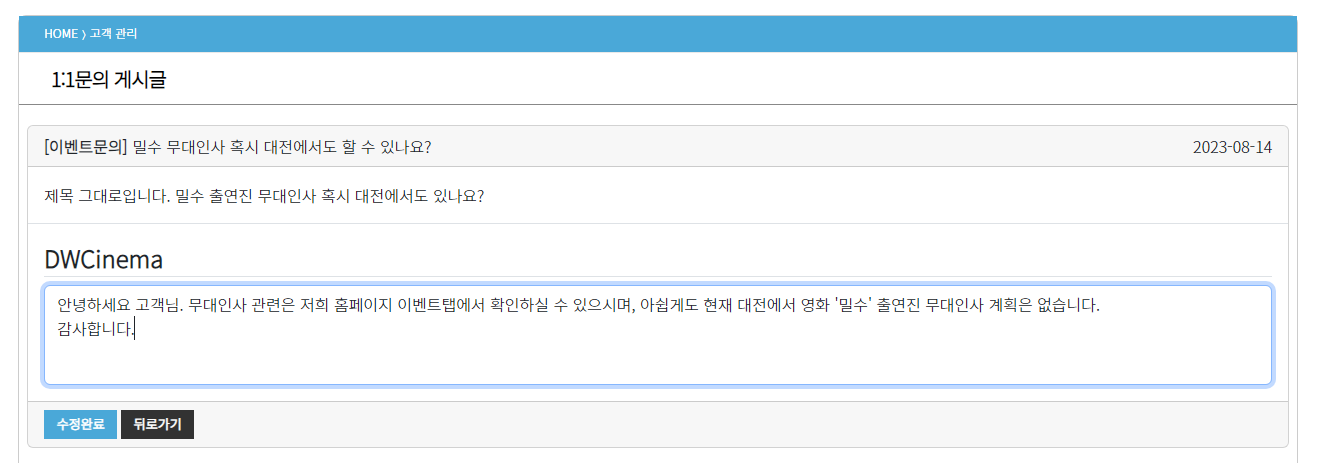 HOME 〉 고객 관리
1:1문의 게시글
[이벤트문의] 밀수 무대인사 혹시 대전에서도 할 수 있나요? 2023-08-14
제목 그대로입니다. 밀수 출연진 무대인사 혹시 대전에서도 있나요?
DWCinema
안녕하세요 고객님. 무대인사 관련은 저희 홈페이지 이벤트탭에서 확인하실 수 있으시며, 아쉽게도 현재 대전에서 영화 '밀수' 출연진 무대인사 계획은 없습니다.
감사합니다.
수정완료 뒤로가기